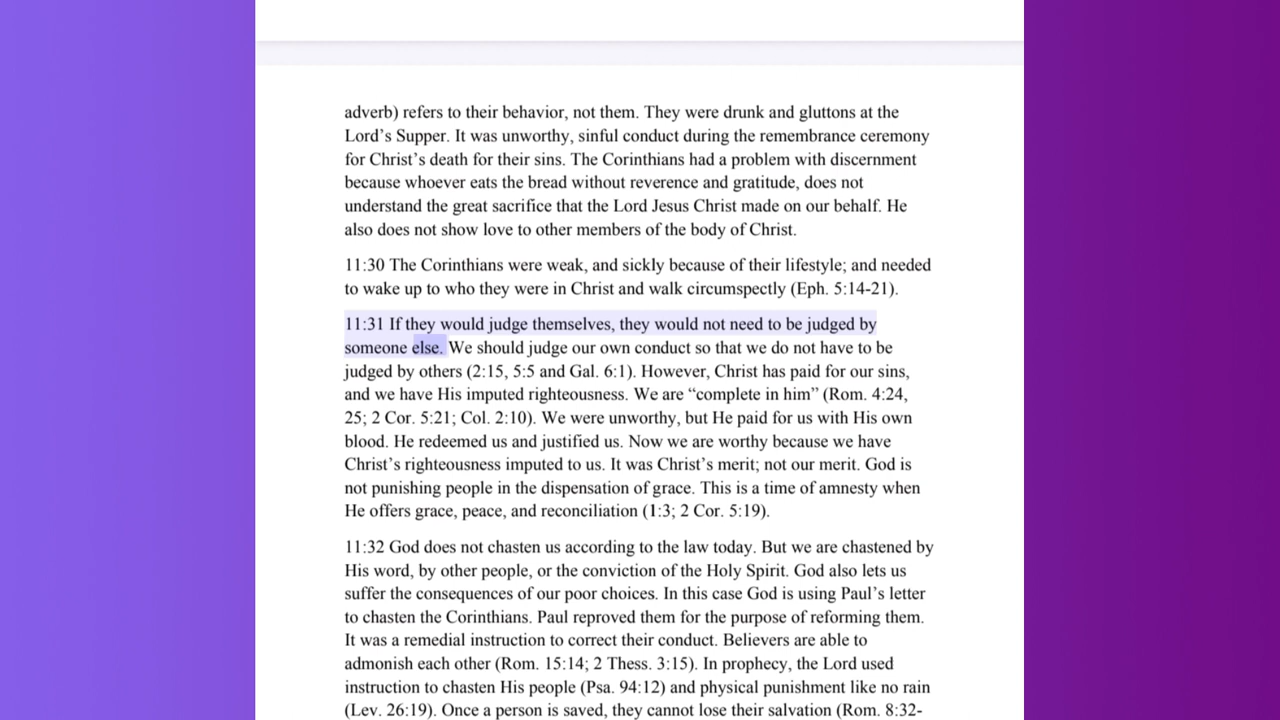 adverb) refers to their behavior, not them. They were drunk and gluttons at the
Lord’s Supper. It was unworthy, sinful conduct during the remembrance ceremony
for Christ’s death for their sins. The Corinthians had a problem with discernment
because whoever eats the bread without reverence and gratitude, does not
understand the great sacrifice that the Lord Jesus Christ made on our behalf. He
also does not show love to other members of the body of Christ.
11:30 The Corinthians were weak, and sickly because of their lifestyle; and needed
to wake up to who they were in Christ and walk circumspectly (Eph. 5:14-21).
11:31 If they would judge themselves, they would not need to be judged by
someone else. We should judge our own conduct so that we do not have to be
judged by others (2:15, 5:5 and Gal. 6:1). However, Christ has paid for our sins,
and we have His imputed righteousness. We are “complete in him” (Rom. 4:24,
25; 2 Cor. 5:21; Col. 2:10). We were unworthy, but He paid for us with His own
blood. He redeemed us and justified us. Now we are worthy because we have
Christ’s righteousness imputed to us. It was Christ’s merit; not our merit. God is
not punishing people in the dispensation of grace. This is a time of amnesty when
He offers grace, peace, and reconciliation (1:3; 2 Cor. 5:19).
11:32 God does not chasten us according to the law today. But we are chastened by
His word, by other people, or the conviction of the Holy Spirit. God also lets us
suffer the consequences of our poor choices. In this case God is using Paul’s letter
to chasten the Corinthians. Paul reproved them for the purpose of reforming them.
It was a remedial instruction to correct their conduct. Believers are able to
admonish each other (Rom. 15:14; 2 Thess. 3:15). In prophecy, the Lord used
instruction to chasten His people (Psa. 94:12) and physical punishment like no rain
(Lev. 26:19). Once a person is saved, they cannot lose their salvation (Rom. 8:32-